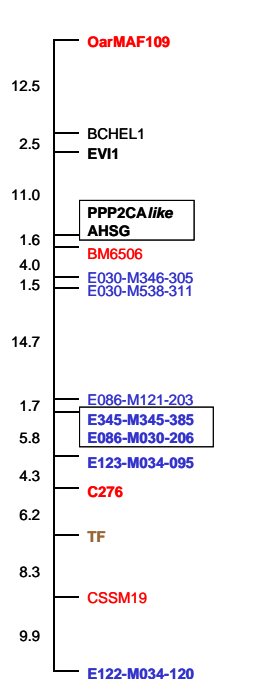 OarMAF109
12.5
BCHEL1
2.5
EVI1
11.0
PPP2CAlike
AHSG
1.6
BM6506
4.0
E030-M346-305
1.5
E030-M538-311
14.7
E086-M121-203
1.7
E345-M345-385
5.8
E086-M030-206
E123-M034-095
4.3
C276
6.2
TF
8.3
CSSM19
9.9
E122-M034-120